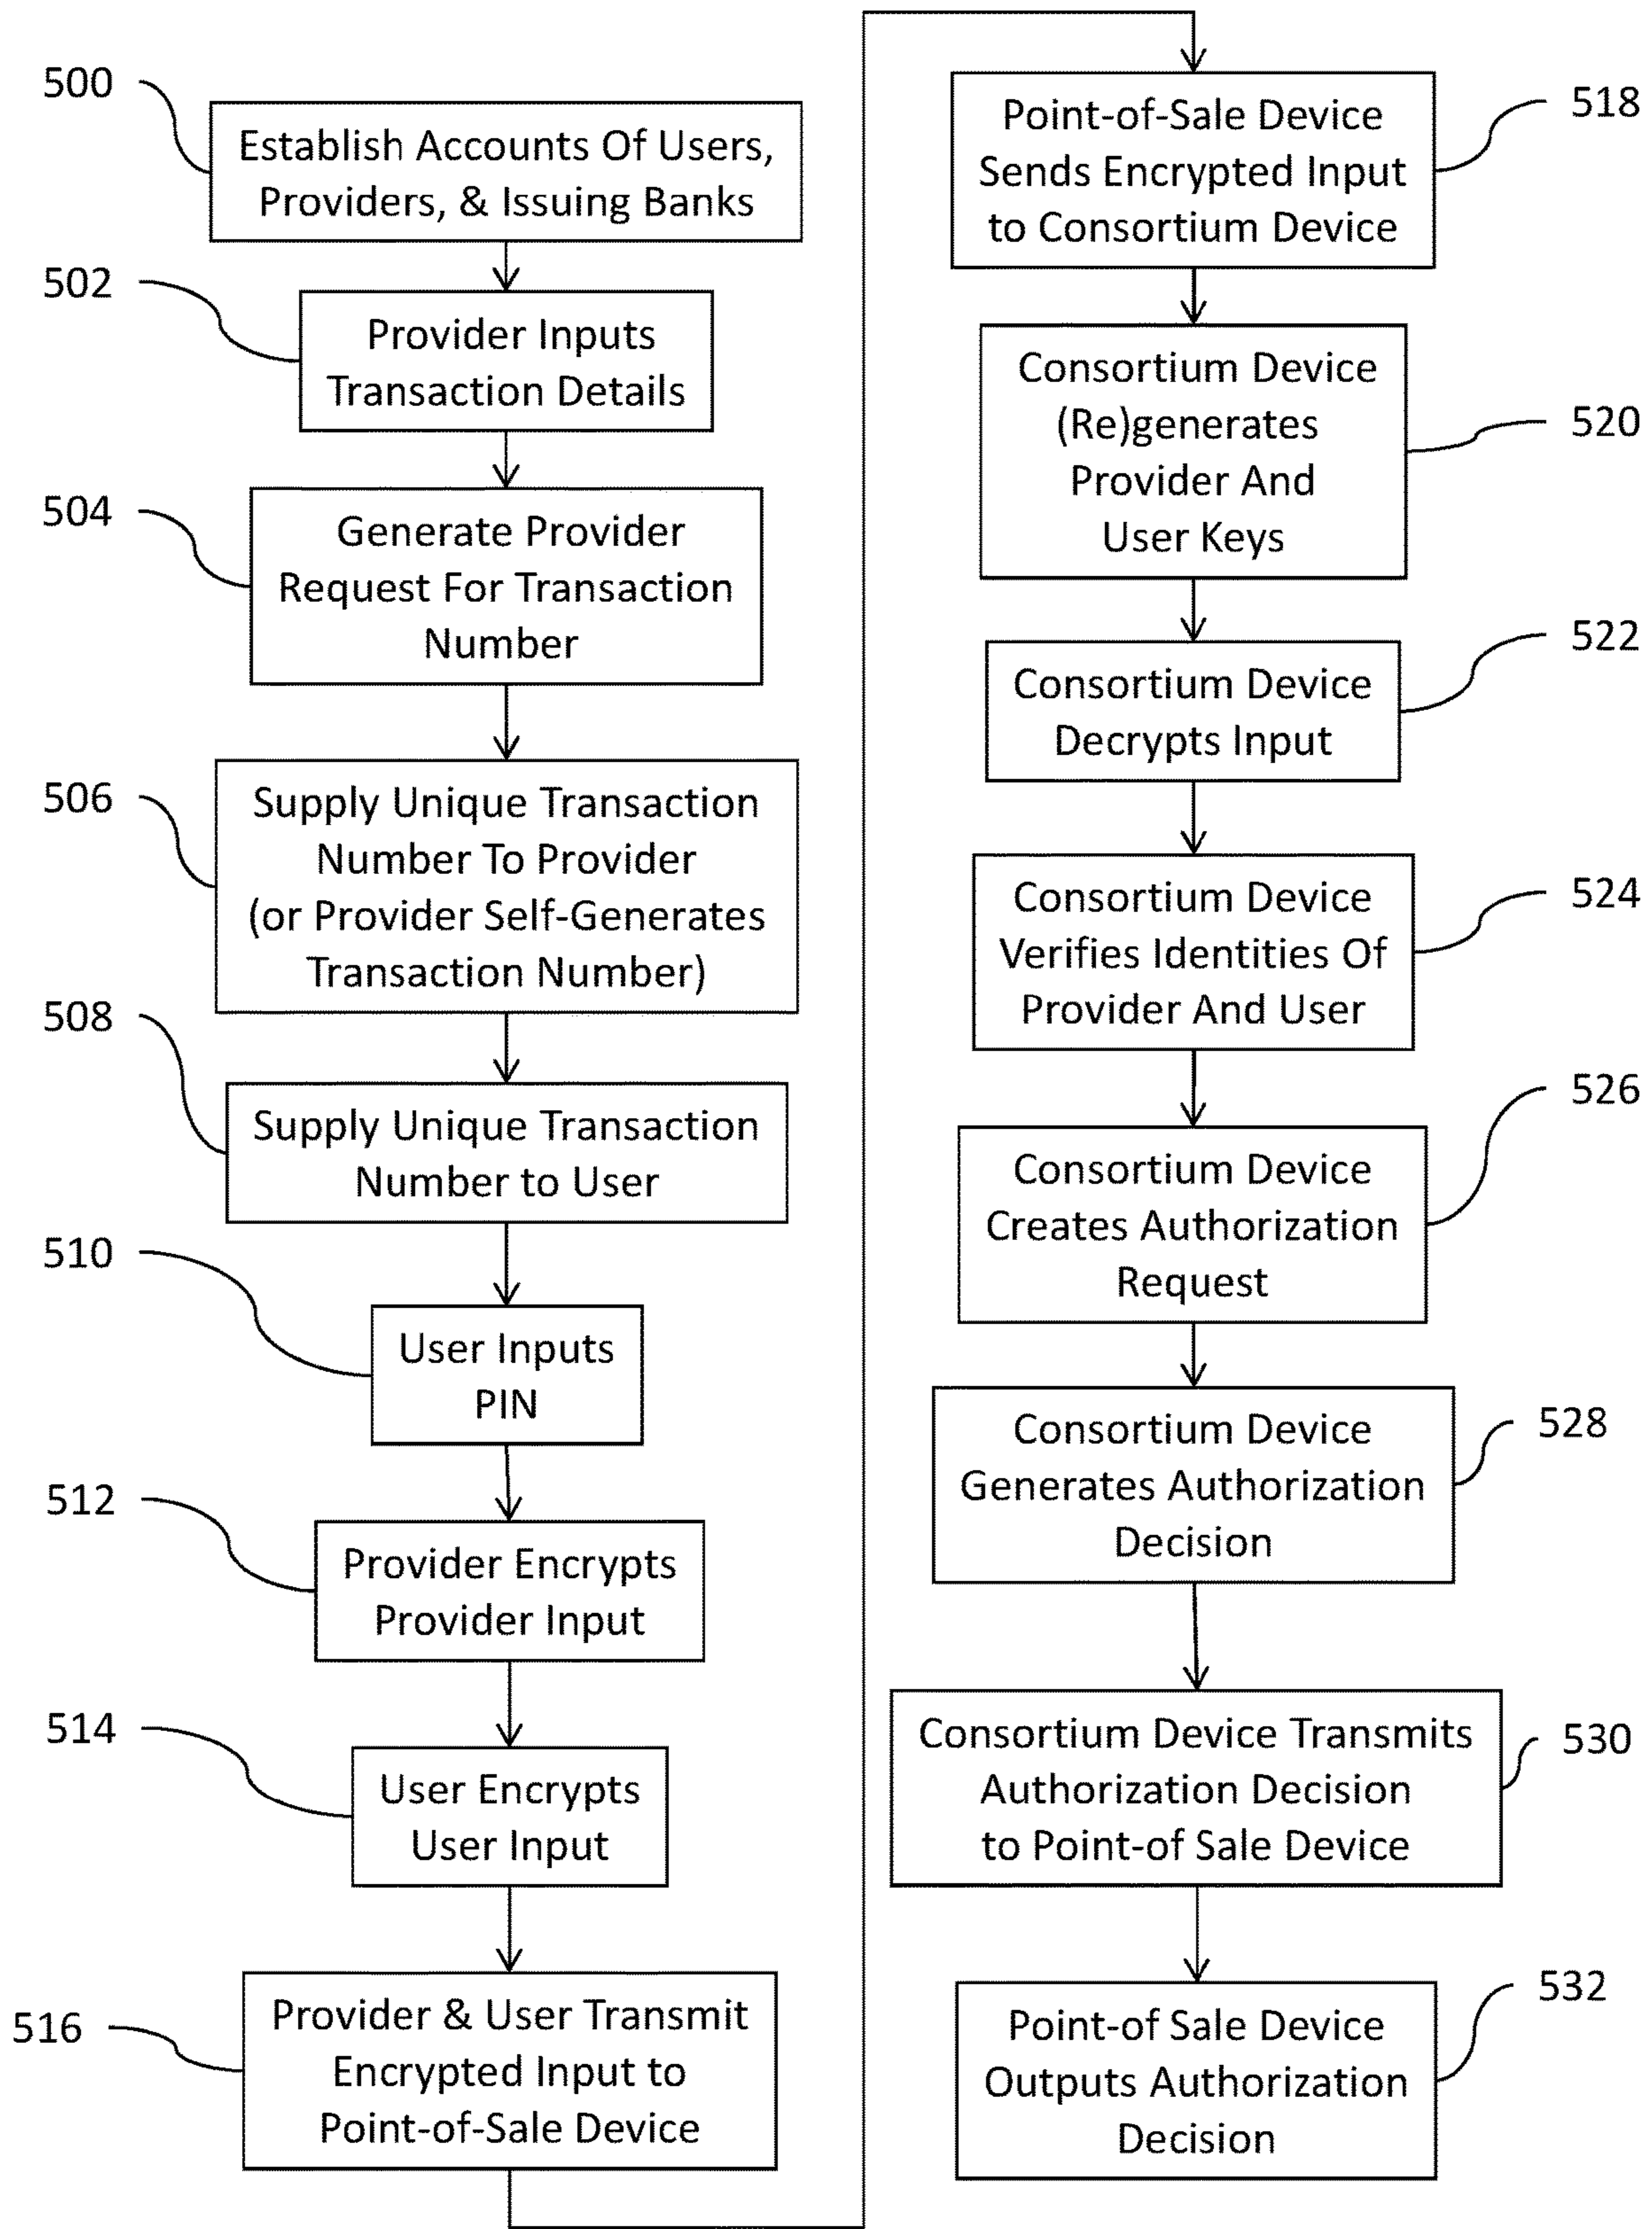 500
Establish Accounts Of Users,
Providers, & Issuing Banks
502
Provider Inputs
Transaction Details
504
Generate Provider
Request For Transaction
Number
506
Supply Unique Transaction
Number To Provider
(or Provider Self-Generates
Transaction Number)
508
Supply Unique Transaction
Number to User
510
User Inputs
PIN
512
Provider Encrypts
Provider Input
514
User Encrypts
User Input
516
Provider & User Transmit
Encrypted Input to
Point-of-Sale Device
518
Point-of-Sale Device
Sends Encrypted Input
to Consortium Device
520
Consortium Device
(Re)generates
Provider And
User Keys
522
Consortium Device
Decrypts Input
524
Consortium Device
Verifies Identities Of
Provider And User
526
Consortium Device
Creates Authorization
Request
528
Consortium Device
Generates Authorization
Decision
530
Consortium Device Transmits
Authorization Decision
to Point-of Sale Device
532
Point-of Sale Device
Outputs Authorization
Decision